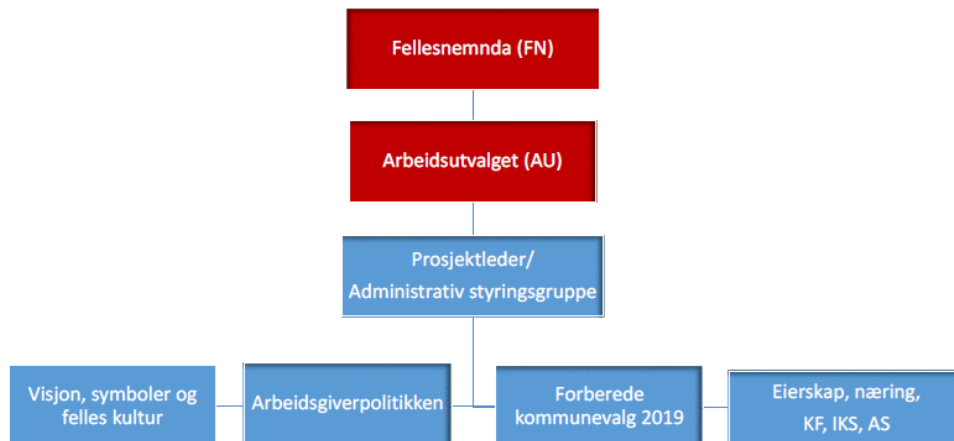 Fellesnemnda (FN)
Arbeidsutvalget (AU)
Prosjektleder/
Administrativ styringsgruppe
Visjon, symboler og
felles kultur
Arbeidsgiverpolitikken
Forberede
kommunevalg 2019
Eierskap, næring,
KF, IKS, AS